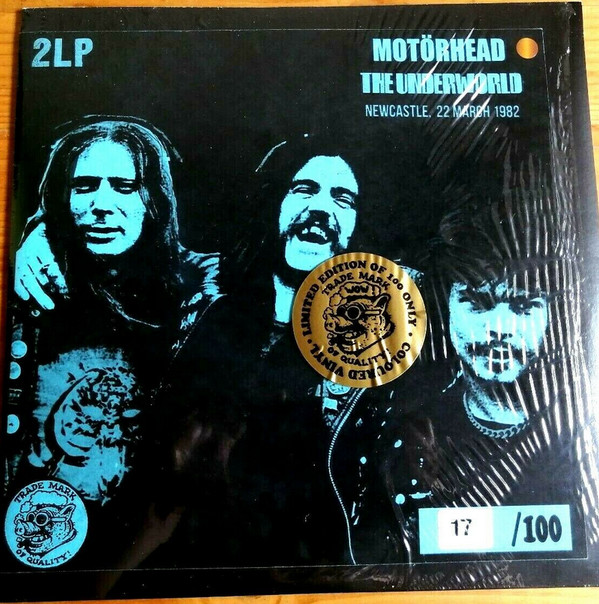 2LP
MOTÖRHEAD
THE UNDERWORLD
NEWCASTLE, 22 MARCH 1982
· LIMITED EDITION OF 100 ONLY · COLOURED VINYL
TRADE MARK
WOW
OF QUALITY!
TRADE MARK
OF QUALITY!
17 /100